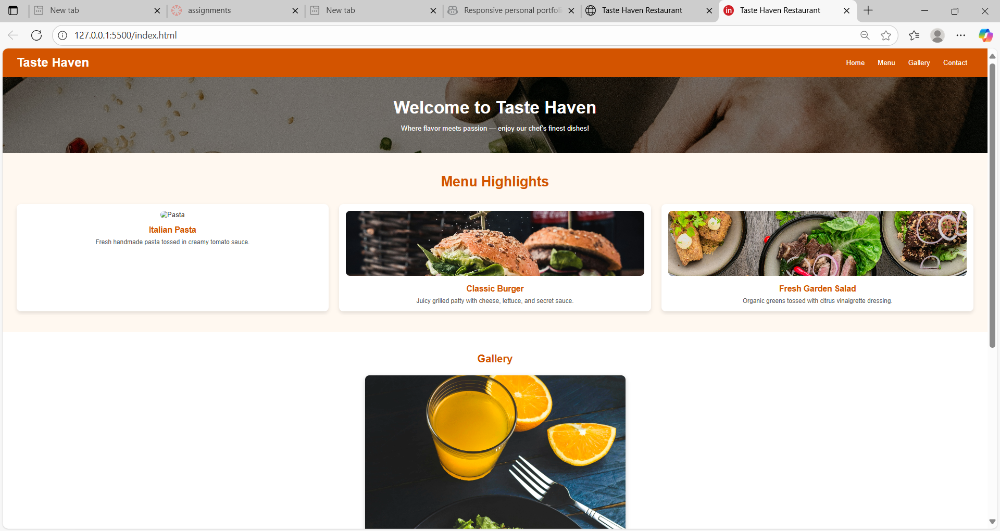 New tab
assignments
New tab
Responsive personal portfoli
Taste Haven Restaurant
Taste Haven Restaurant
127.0.0.1:5500/index.html
Taste Haven
Home
Menu
Gallery
Contact
Welcome to Taste Haven
Where flavor meets passion — enjoy our chef's finest dishes!
Menu Highlights
Pasta
Italian Pasta
Fresh handmade pasta tossed in creamy tomato sauce.
Classic Burger
Juicy grilled patty with cheese, lettuce, and secret sauce.
Fresh Garden Salad
Organic greens tossed with citrus vinaigrette dressing.
Gallery